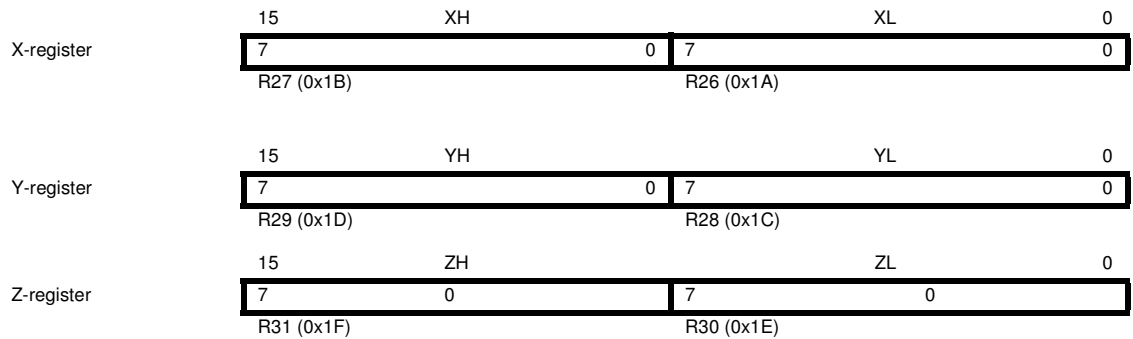 15 XH XL 0
X-register 7 0 7 0
R27 (0x1B) R26 (0x1A)
15 YH YL 0
Y-register 7 0 7 0
R29 (0x1D) R28 (0x1C)
15 ZH ZL 0
Z-register 7 0 7 0
R31 (0x1F) R30 (0x1E)